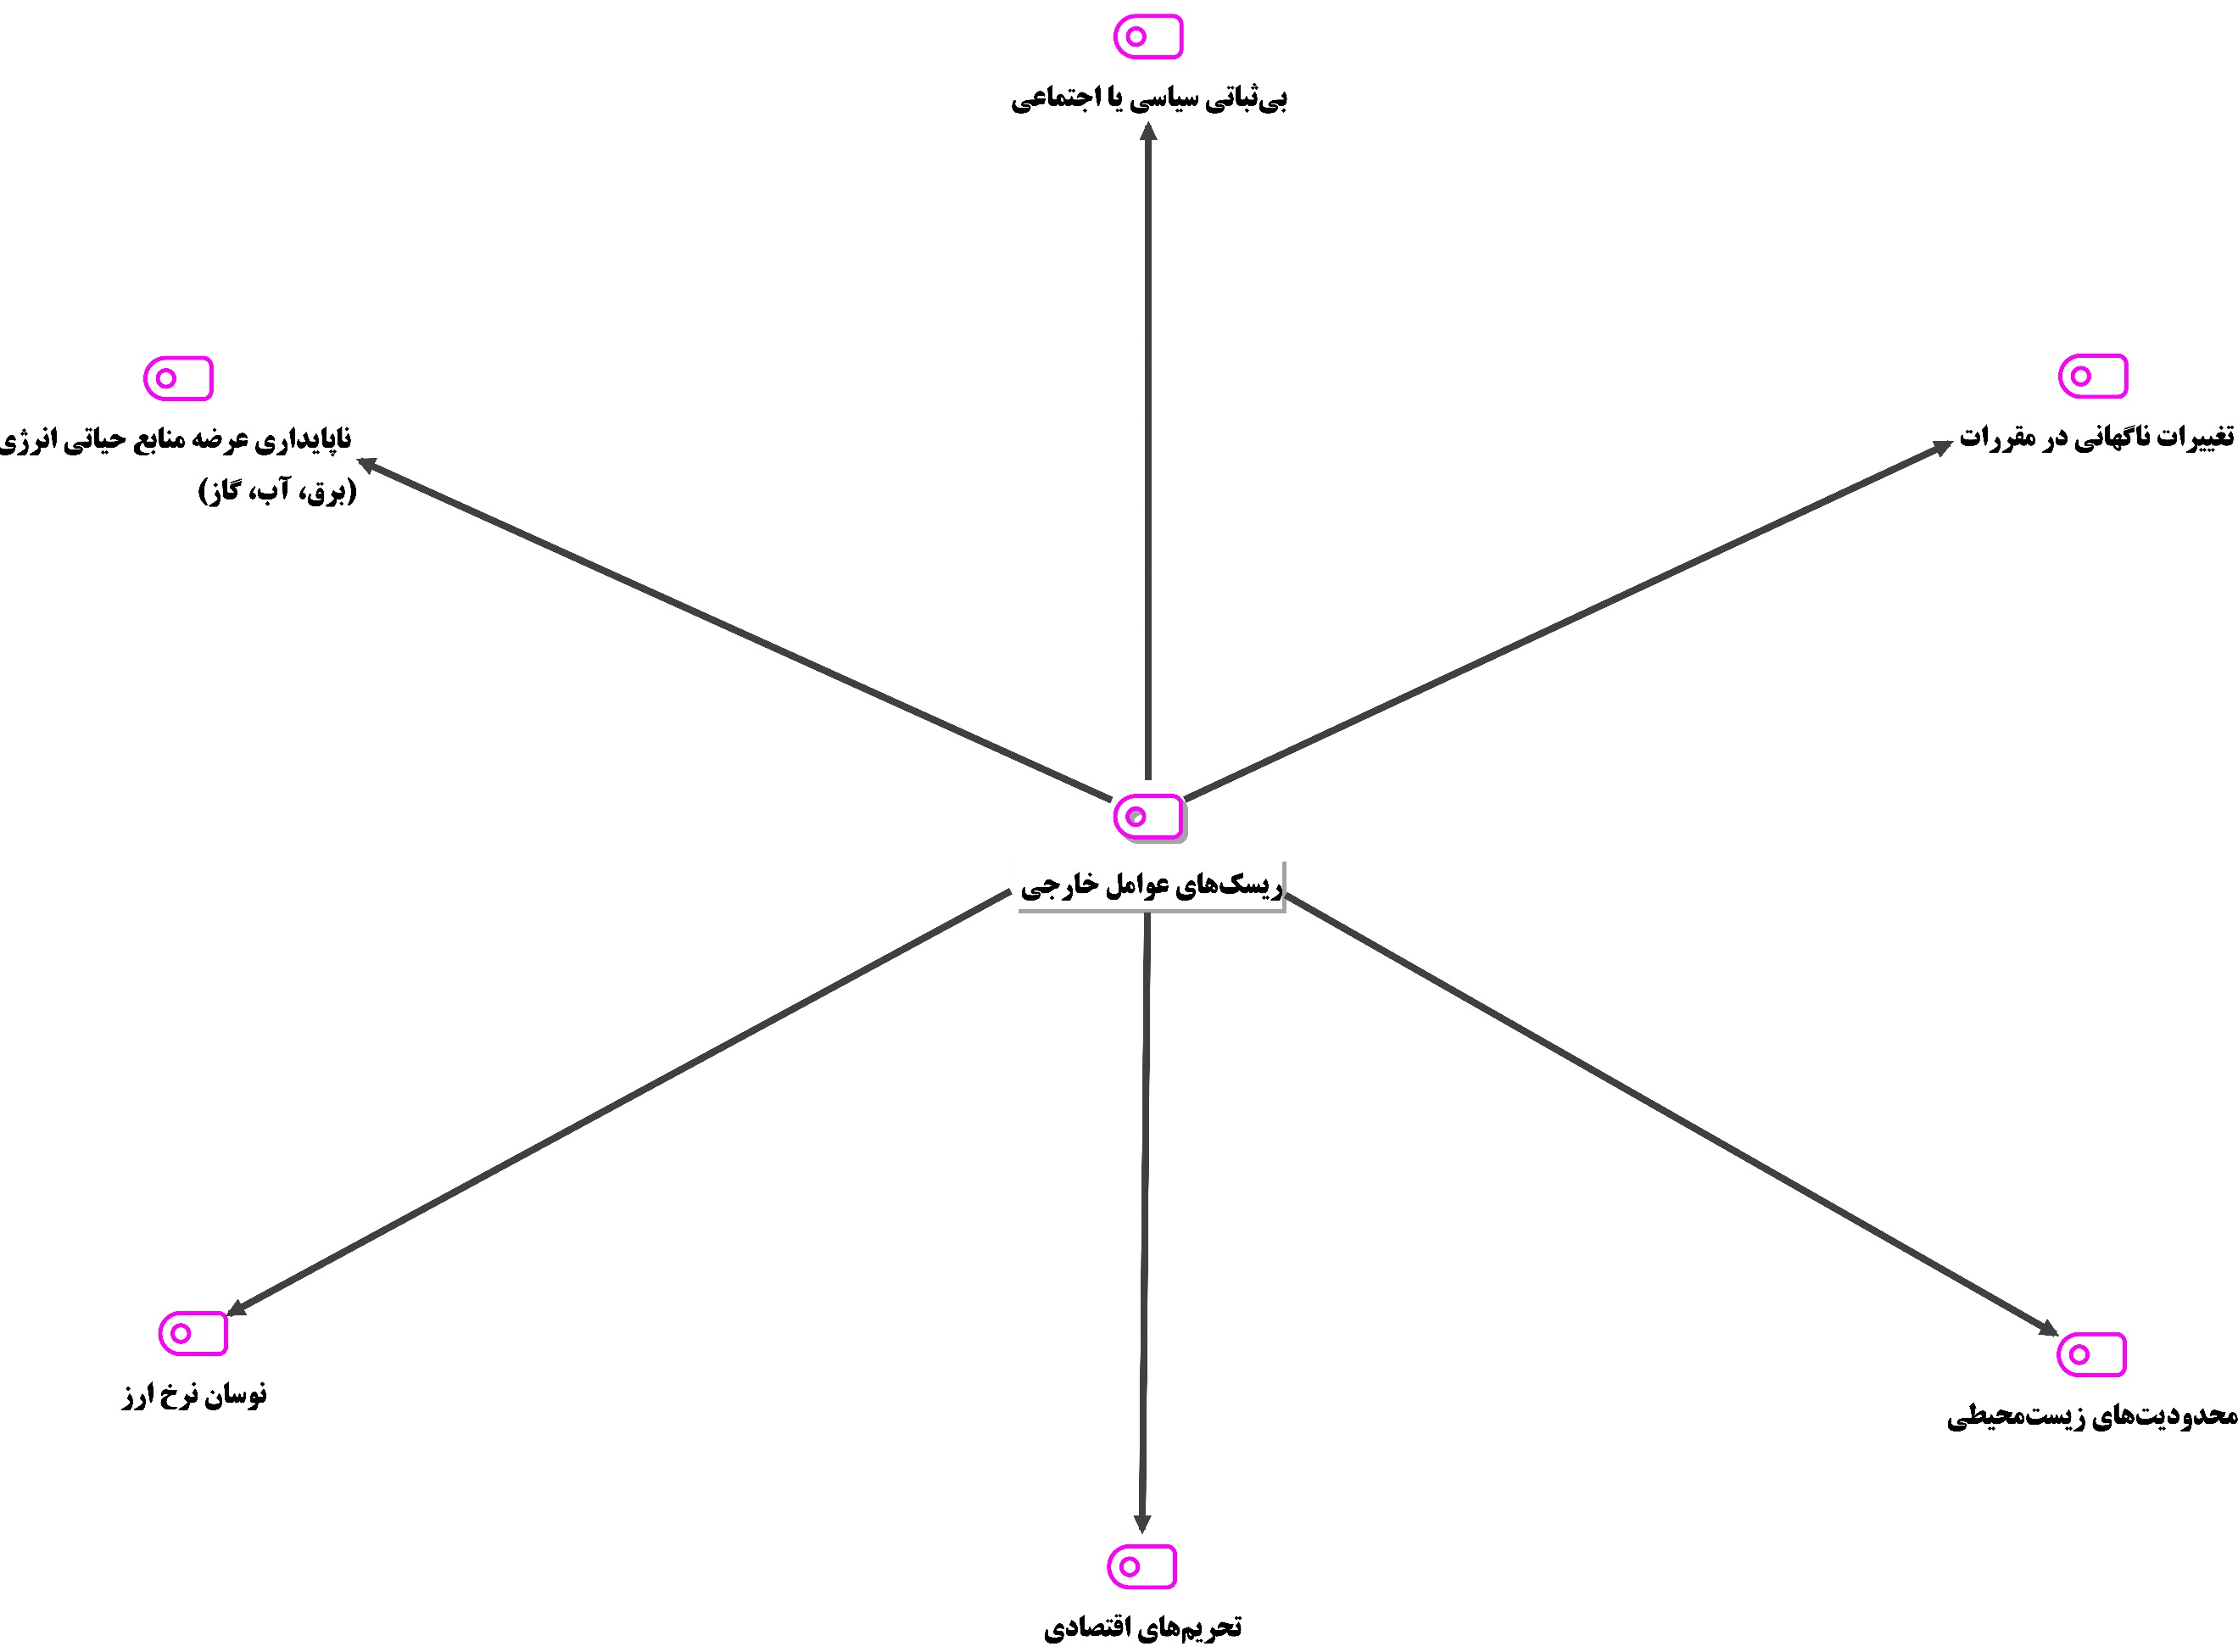 بی‌ثباتی سیاسی یا اجتماعی
تغییرات ناگهانی در مقررات
ناپایداری عرضه منابع حیاتی انرژی
(برق، آب، گاز)
ریسک‌های عوامل خارجی
محدودیت‌های زیست‌محیطی
نوسان نرخ ارز
تحریم‌های اقتصادی